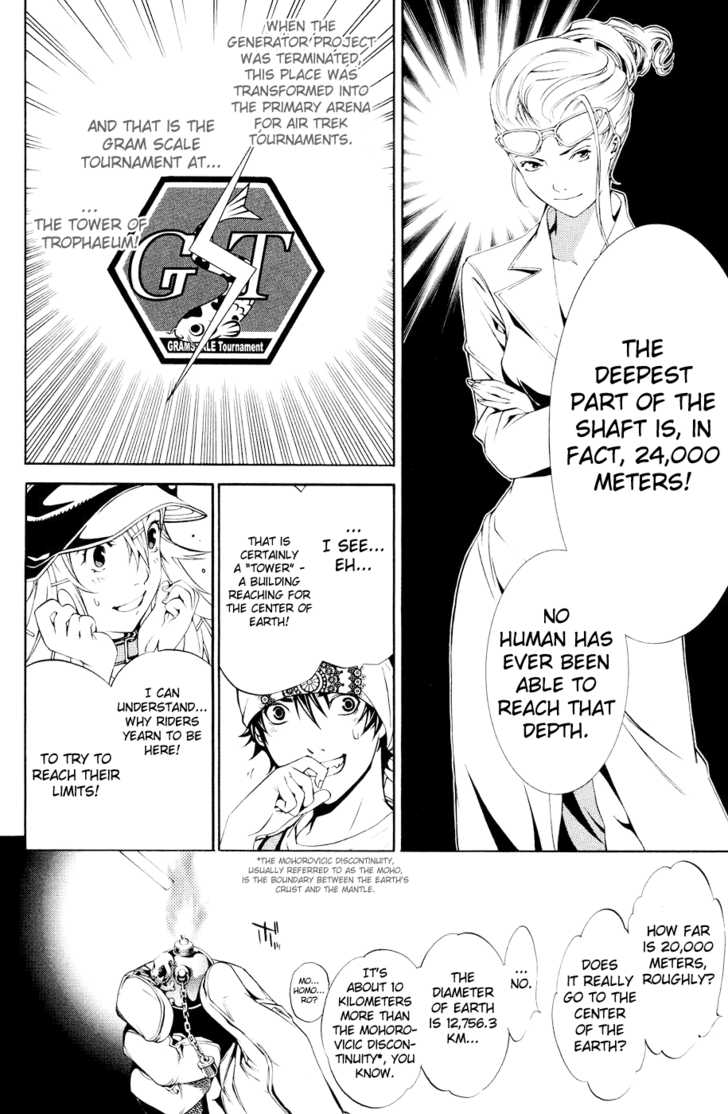 THE
DEEPEST
PART OF THE
SHAFT IS, IN
FACT, 24,000
METERS!
NO
HUMAN HAS
EVER BEEN
ABLE TO
REACH THAT
DEPTH.
WHEN THE
GENERATOR PROJECT
WAS TERMINATED,
THIS PLACE WAS
TRANSFORMED INTO
THE PRIMARY ARENA
FOR AIR TREK
TOURNAMENTS.
AND THAT IS THE
GRAM SCALE
TOURNAMENT AT...
...
THE TOWER OF
TROPHAEUM!
G T
GRAMSCALE Tournament
...
I SEE...
EH...
THAT IS
CERTAINLY
A "TOWER" -
A BUILDING
REACHING FOR
THE CENTER OF
EARTH!
I CAN
UNDERSTAND...
WHY RIDERS
YEARN TO BE
HERE!
TO TRY TO
REACH THEIR
LIMITS!
HOW FAR
IS 20,000
METERS,
ROUGHLY?
DOES
IT REALLY
GO TO THE
CENTER
OF THE
EARTH?
...
NO.
THE
DIAMETER
OF EARTH
IS 12,756.3
KM...
IT'S
ABOUT 10
KILOMETERS
MORE THAN
THE MOHORO-
VICIC DISCON-
TINUITY*, YOU
KNOW.
MO...
HOMO...
RO?
*THE MOHOROVICIC DISCONTINUITY,
USUALLY REFERRED TO AS THE MOHO,
IS THE BOUNDARY BETWEEN THE EARTH'S
CRUST AND THE MANTLE.